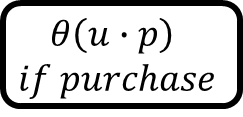 θ(u · p)
if purchase